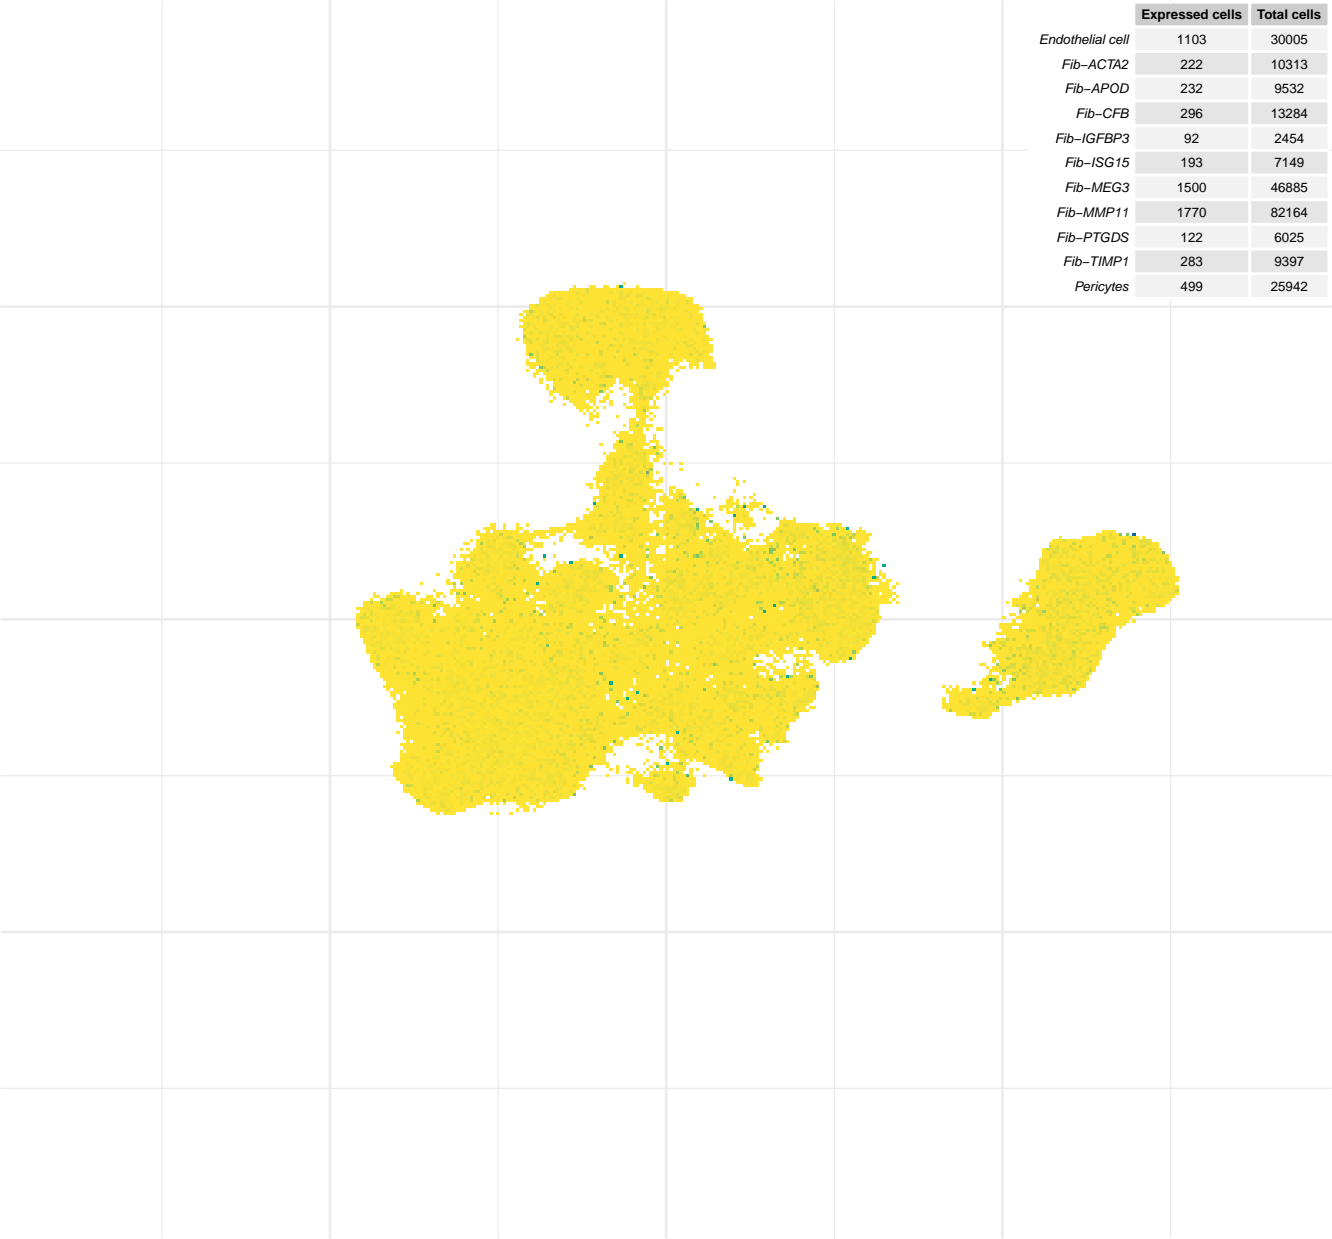 Expressed cells Total cells
Endothelial cell 1103 30005
Fib−ACTA2 222 10313
Fib−APOD 232 9532
Fib−CFB 296 13284
Fib−IGFBP3 92 2454
Fib−ISG15 193 7149
Fib−MEG3 1500 46885
Fib−MMP11 1770 82164
Fib−PTGDS 122 6025
Fib−TIMP1 283 9397
Pericytes 499 25942